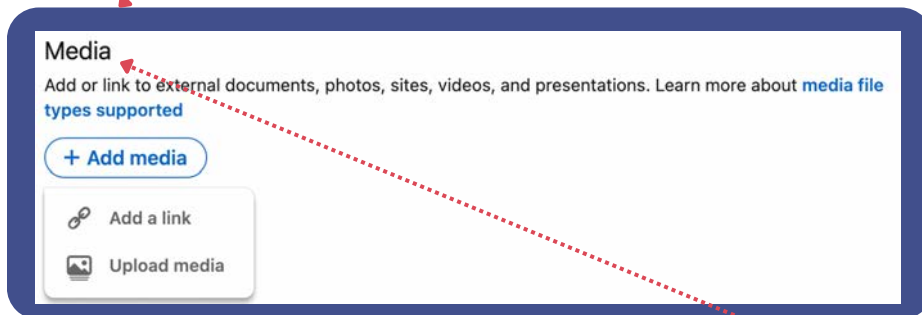 Media
Add or link to external documents, photos, sites, videos, and presentations. Learn more about media file
types supported
+ Add media
Add a link
Upload media